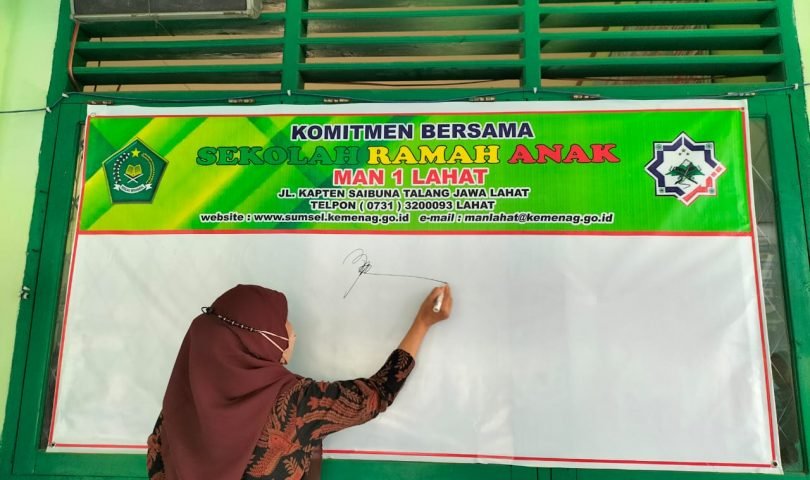 KOMITMEN BERSAMA
SEKOLAH RAMAH ANAK
MAN 1 LAHAT
JL. KAPTEN SAIBUNA TALANG JAWA LAHAT
TELPON ( 0731 ) 3200093 LAHAT
website : www.sumsel.kemenag.go.id e-mail : manlahat@kemenag.go.id